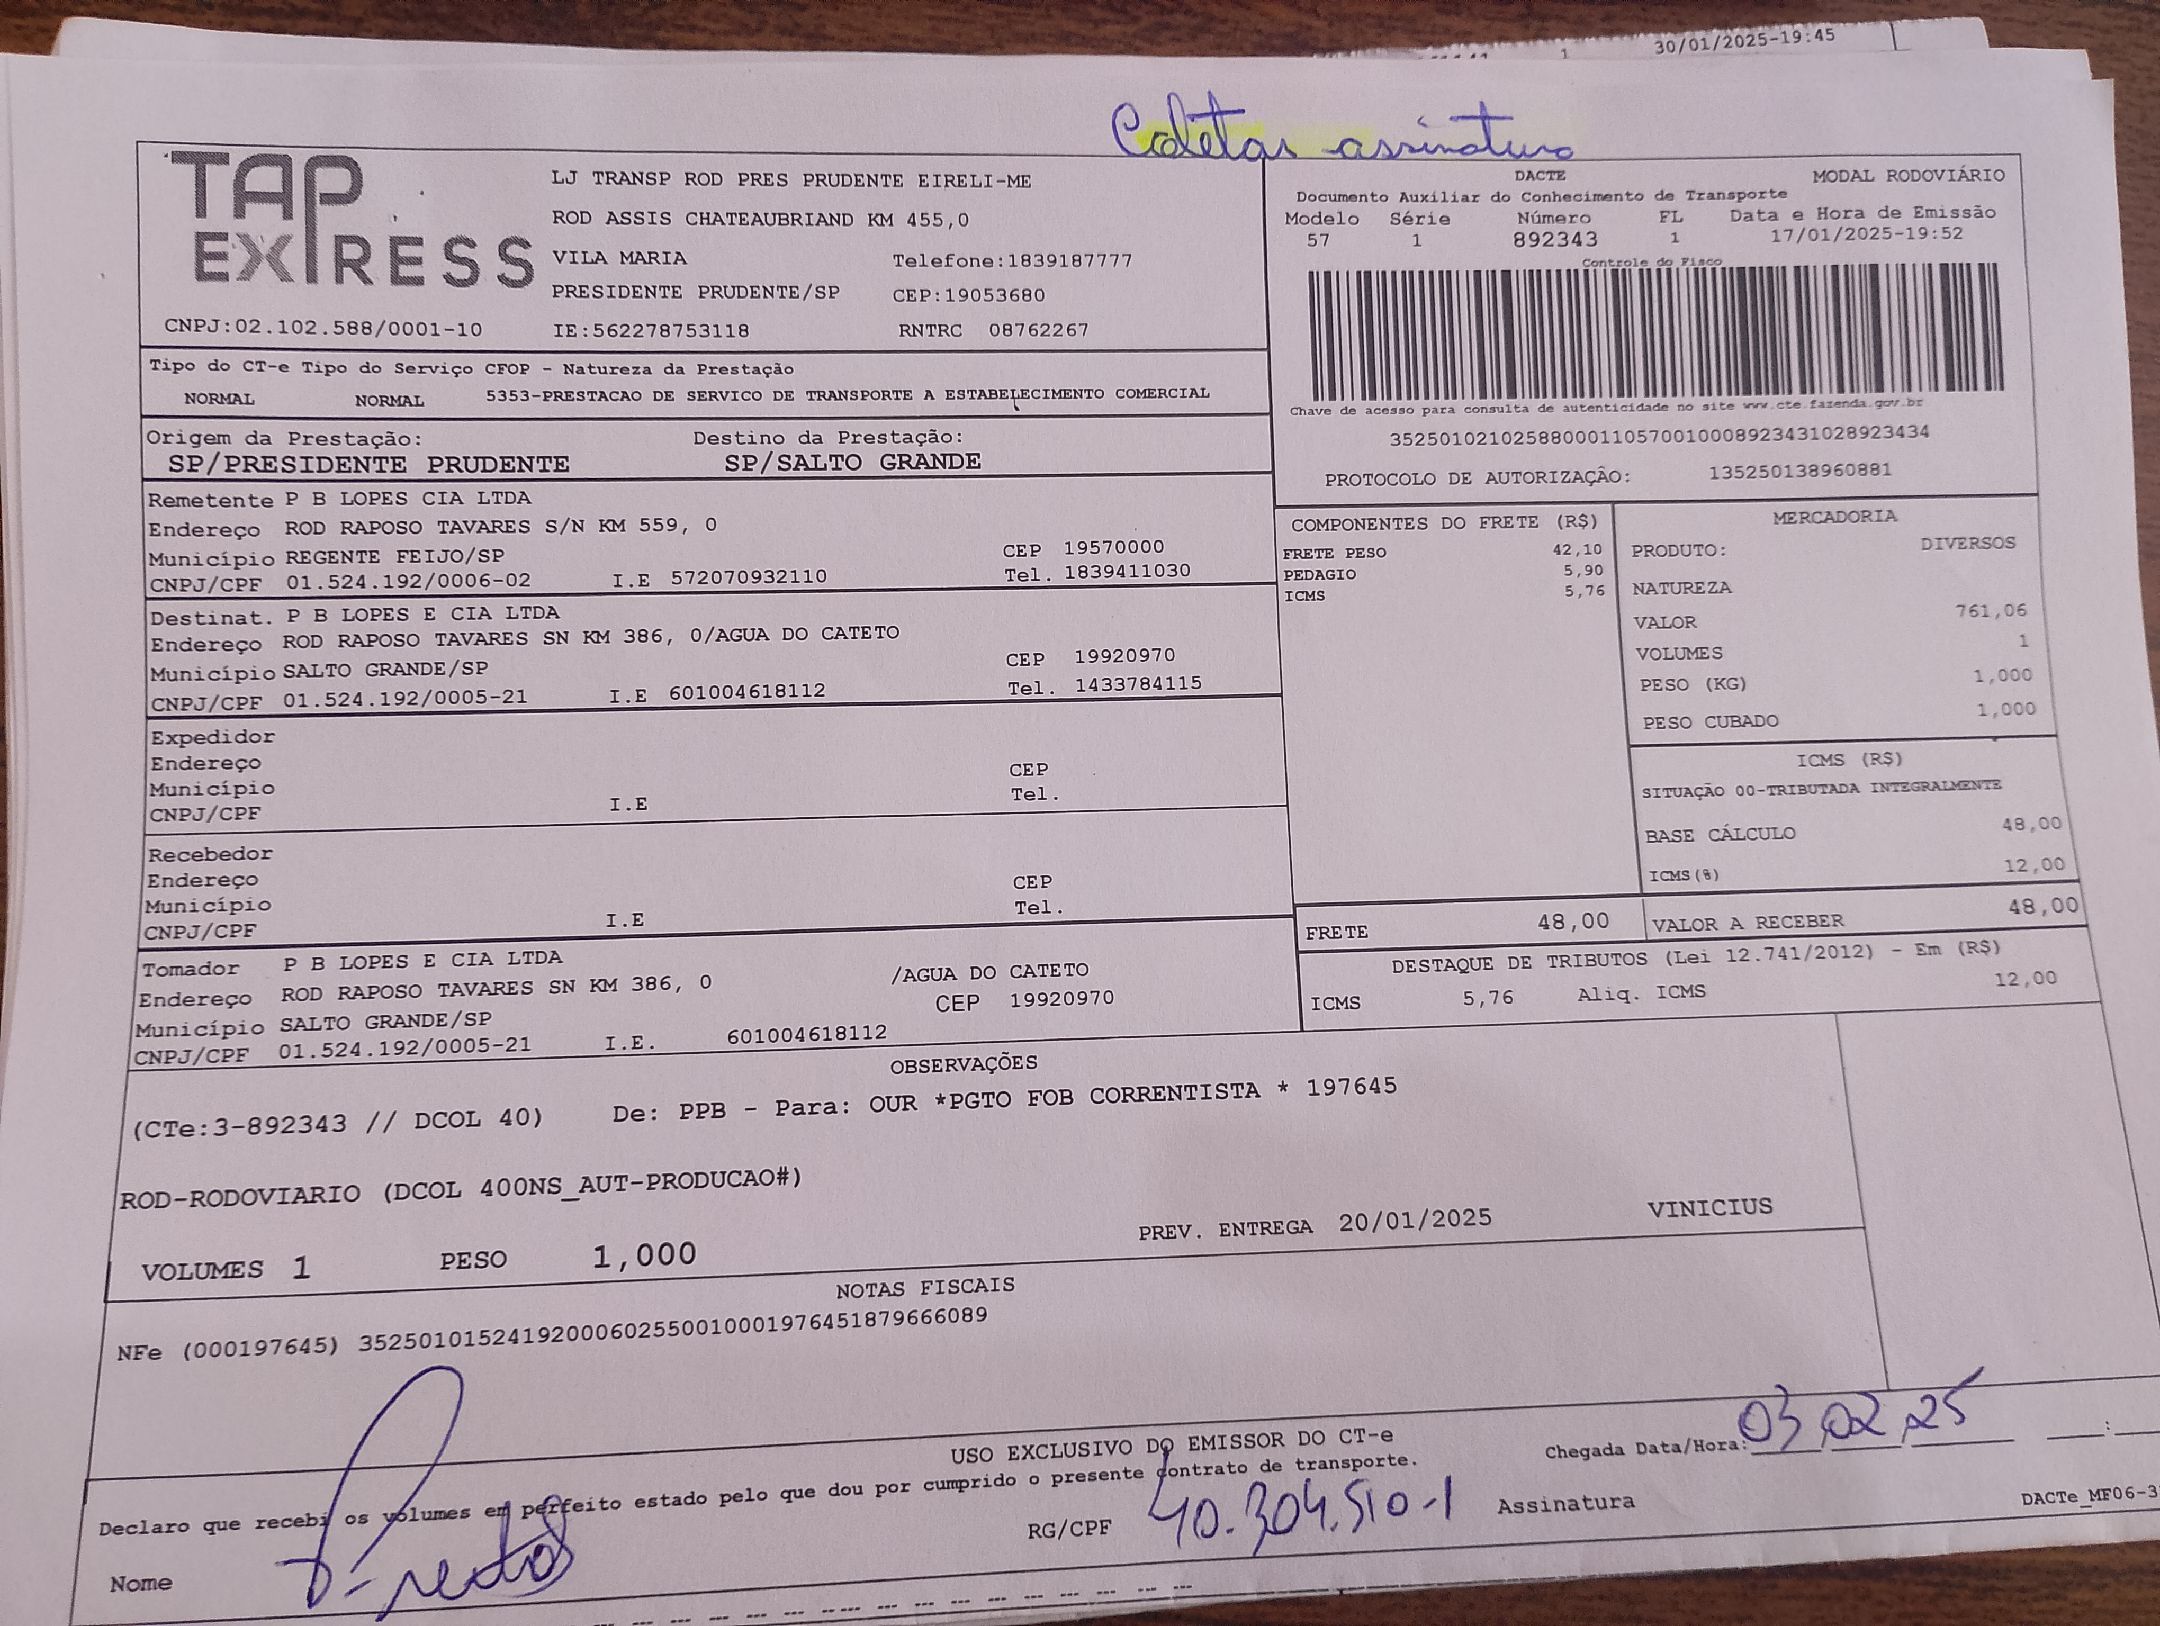 30/01/2025-19:45
1
Coletar assinatura
TAP EXPRESS
LJ TRANSP ROD PRES PRUDENTE EIRELI-ME
ROD ASSIS CHATEAUBRIAND KM 455,0
VILA MARIA Telefone:1839187777
PRESIDENTE PRUDENTE/SP CEP:19053680
CNPJ:02.102.588/0001-10 IE:562278753118 RNTRC 08762267
DACTE MODAL RODOVIÁRIO
Documento Auxiliar do Conhecimento de Transporte
Modelo Série Número FL Data e Hora de Emissão
57 1 892343 1 17/01/2025-19:52
Controle do Fisco
Chave de acesso para consulta de autenticidade no site www.cte.fazenda.gov.br
35250102102588000110570010008923431028923434
PROTOCOLO DE AUTORIZAÇÃO: 135250138960881
Tipo do CT-e Tipo do Serviço CFOP - Natureza da Prestação
NORMAL NORMAL 5353-PRESTACAO DE SERVICO DE TRANSPORTE A ESTABELECIMENTO COMERCIAL
Origem da Prestação: Destino da Prestação:
SP/PRESIDENTE PRUDENTE SP/SALTO GRANDE
Remetente P B LOPES CIA LTDA
Endereço ROD RAPOSO TAVARES S/N KM 559, 0
Município REGENTE FEIJO/SP CEP 19570000
CNPJ/CPF 01.524.192/0006-02 I.E 572070932110 Tel. 1839411030
Destinat. P B LOPES E CIA LTDA
Endereço ROD RAPOSO TAVARES SN KM 386, 0/AGUA DO CATETO
Município SALTO GRANDE/SP CEP 19920970
CNPJ/CPF 01.524.192/0005-21 I.E 601004618112 Tel. 1433784115
Expedidor
Endereço CEP
Município Tel.
CNPJ/CPF I.E
Recebedor
Endereço CEP
Município Tel.
CNPJ/CPF I.E
Tomador P B LOPES E CIA LTDA
Endereço ROD RAPOSO TAVARES SN KM 386, 0 /AGUA DO CATETO
Município SALTO GRANDE/SP CEP 19920970
CNPJ/CPF 01.524.192/0005-21 I.E. 601004618112
COMPONENTES DO FRETE (R$)
FRETE PESO 42,10
PEDAGIO 5,90
ICMS 5,76
MERCADORIA
PRODUTO: DIVERSOS
NATUREZA
VALOR 761,06
VOLUMES 1
PESO (KG) 1,000
PESO CUBADO 1,000
ICMS (R$)
SITUAÇÃO 00-TRIBUTADA INTEGRALMENTE
BASE CÁLCULO 48,00
ICMS(%) 12,00
FRETE 48,00 VALOR A RECEBER 48,00
DESTAQUE DE TRIBUTOS (Lei 12.741/2012) - Em (R$)
ICMS 5,76 Aliq. ICMS 12,00
OBSERVAÇÕES
(CTe:3-892343 // DCOL 40) De: PPB - Para: OUR *PGTO FOB CORRENTISTA * 197645
ROD-RODOVIARIO (DCOL 400NS_AUT-PRODUCAO#)
VOLUMES 1 PESO 1,000 PREV. ENTREGA 20/01/2025 VINICIUS
NOTAS FISCAIS
NFe (000197645) 35250101524192000602550010001976451879666089
USO EXCLUSIVO DO EMISSOR DO CT-e
Declaro que recebi os volumes em perfeito estado pelo que dou por cumprido o presente contrato de transporte.
Chegada Data/Hora: 03 02 25 :
Nome RG/CPF 40.304.510-1 Assinatura
DACTe_MF06-3